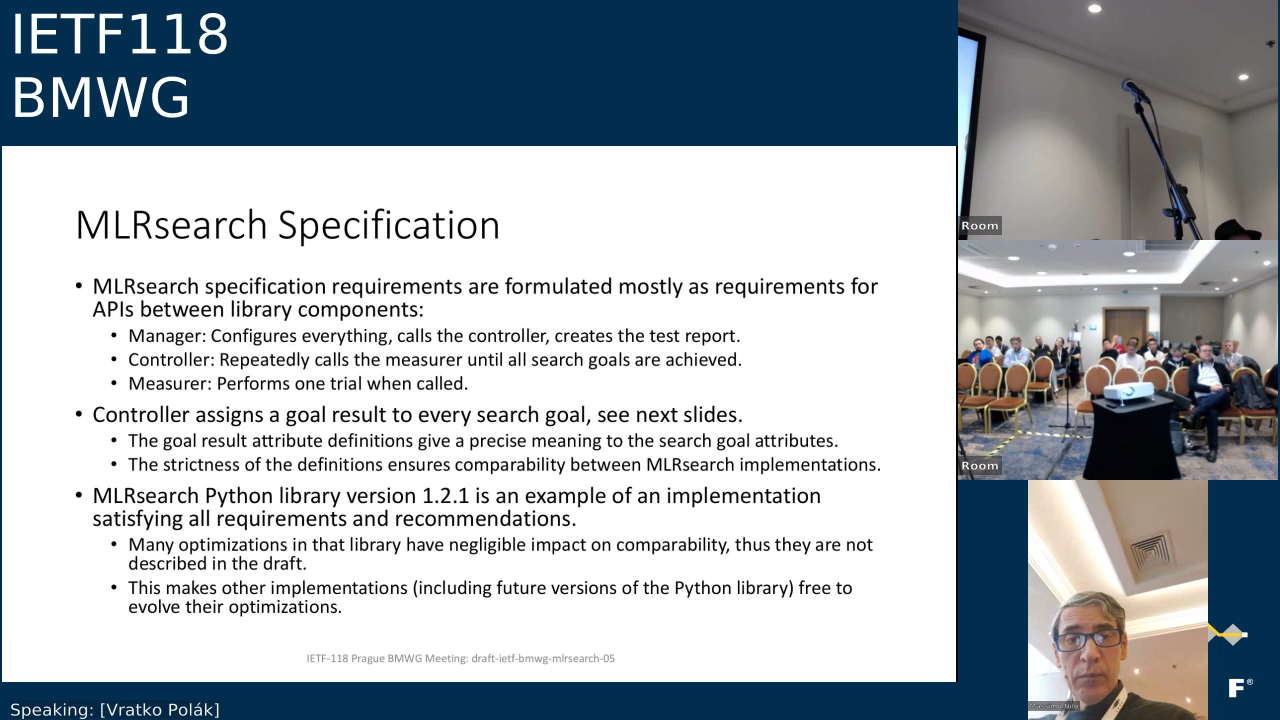 IETF118
BMWG
MLRsearch Specification
• MLRsearch specification requirements are formulated mostly as requirements for
APIs between library components:
• Manager: Configures everything, calls the controller, creates the test report.
• Controller: Repeatedly calls the measurer until all search goals are achieved.
• Measurer: Performs one trial when called.
• Controller assigns a goal result to every search goal, see next slides.
• The goal result attribute definitions give a precise meaning to the search goal attributes.
• The strictness of the definitions ensures comparability between MLRsearch implementations.
• MLRsearch Python library version 1.2.1 is an example of an implementation
satisfying all requirements and recommendations.
• Many optimizations in that library have negligible impact on comparability, thus they are not
described in the draft.
• This makes other implementations (including future versions of the Python library) free to
evolve their optimizations.
IETF-118 Prague BMWG Meeting: draft-ietf-bmwg-mlrsearch-05
Speaking: [Vratko Polák]
Room
Room
F®